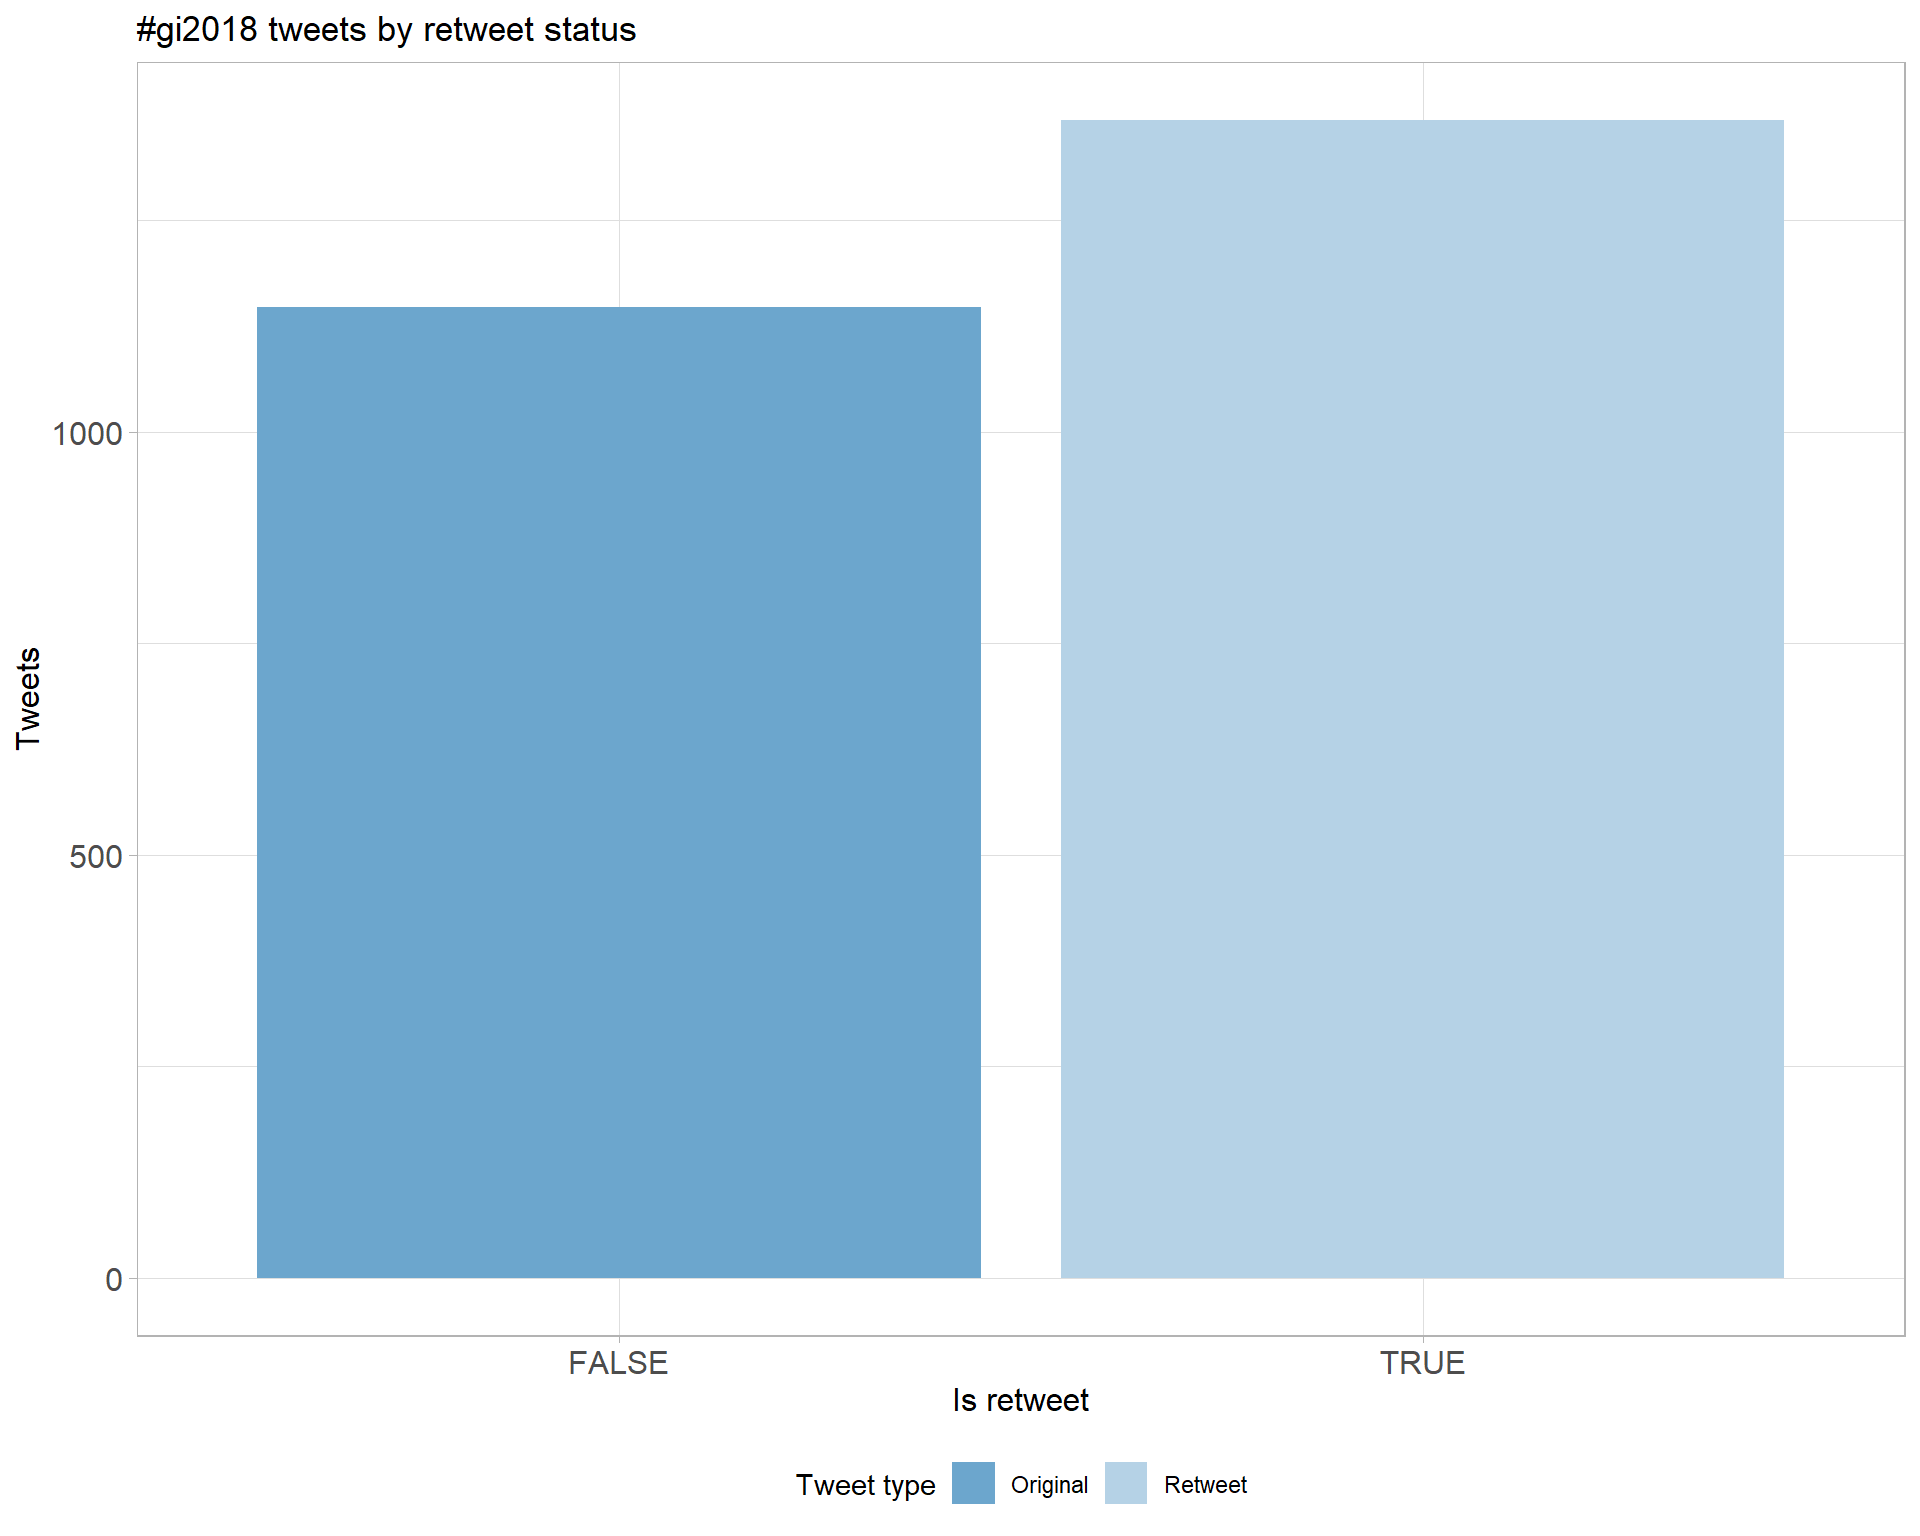 #gi2018 tweets by retweet status
1000
500
0
Tweets
FALSE TRUE
Is retweet
Tweet type Original Retweet